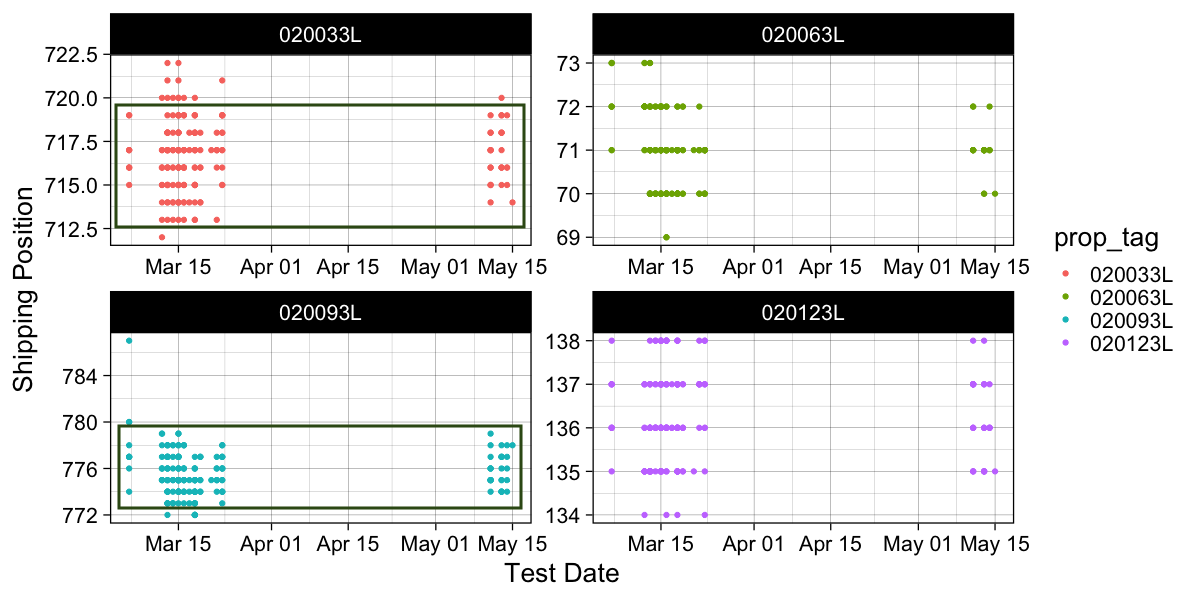 020033L
020063L
722.5
720.0
717.5
715.0
712.5
73
72
71
70
69
Mar 15 Apr 01 Apr 15 May 01 May 15
Mar 15 Apr 01 Apr 15 May 01 May 15
Shipping Position
020093L
020123L
784
780
776
772
138
137
136
135
134
Mar 15 Apr 01 Apr 15 May 01 May 15
Mar 15 Apr 01 Apr 15 May 01 May 15
Test Date
prop_tag
020033L
020063L
020093L
020123L